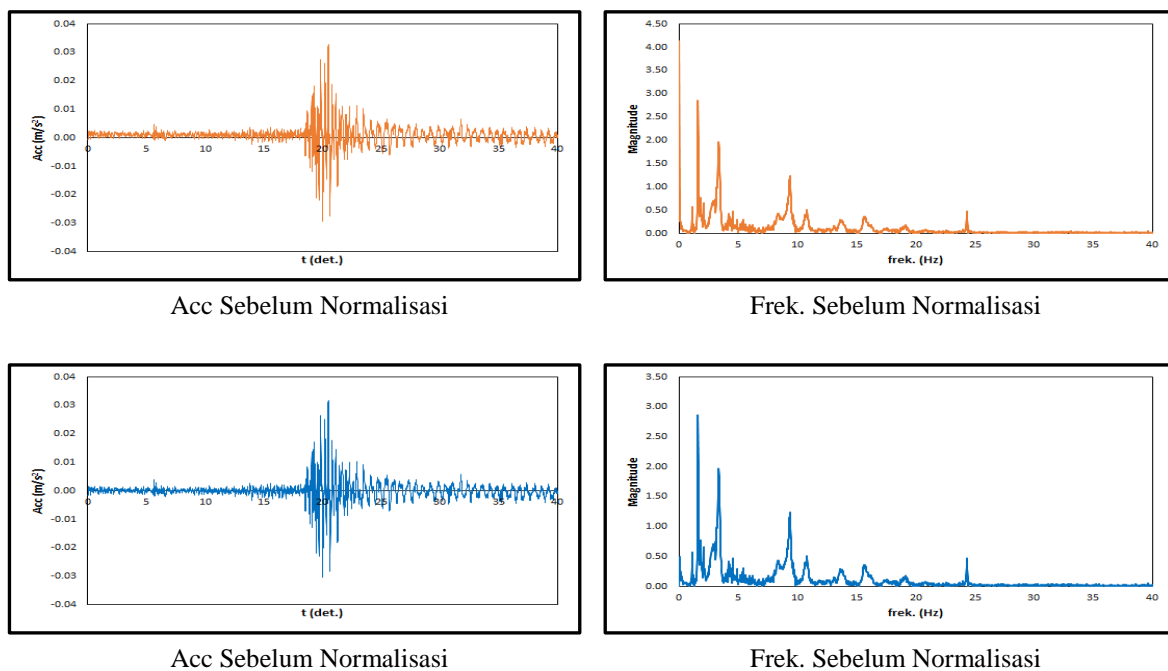 0.04
0.03
0.02
0.01
0.00
-0.01
-0.02
-0.03
-0.04
0 5 10 15 20 25 30 35 40
Acc (m/s²)
t (det.)
4.50
4.00
3.50
3.00
2.50
2.00
1.50
1.00
0.50
0.00
0 5 10 15 20 25 30 35 40
Magnitude
frek. (Hz)
Acc Sebelum Normalisasi
Frek. Sebelum Normalisasi
0.04
0.03
0.02
0.01
0.00
-0.01
-0.02
-0.03
-0.04
0 5 10 15 20 25 30 35 40
Acc (m/s²)
t (det.)
3.50
3.00
2.50
2.00
1.50
1.00
0.50
0.00
0 5 10 15 20 25 30 35 40
Magnitude
frek. (Hz)
Acc Sebelum Normalisasi
Frek. Sebelum Normalisasi